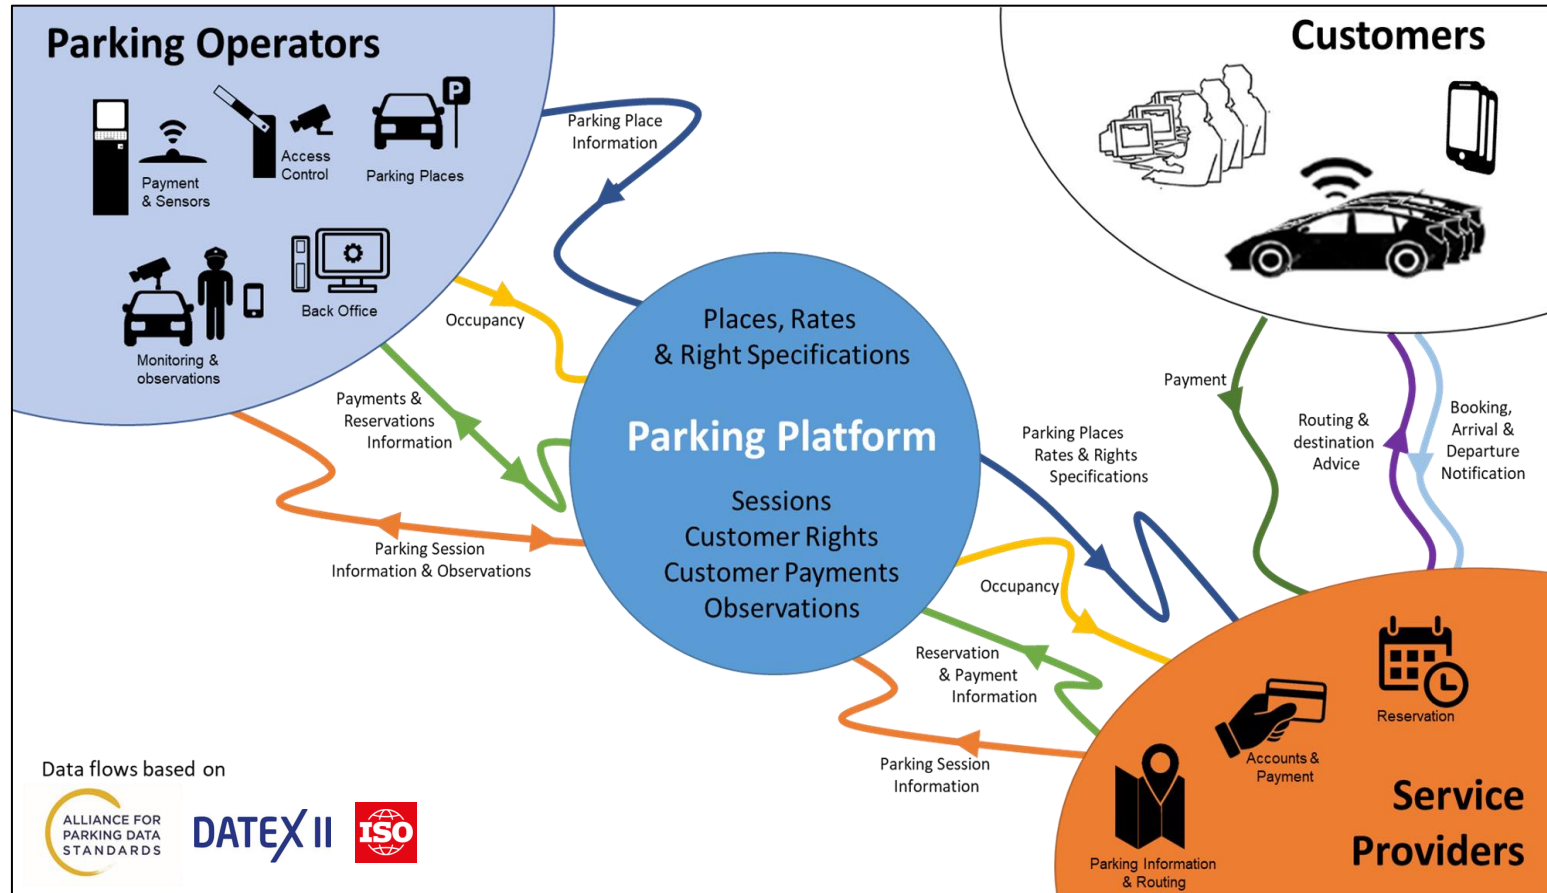 Parking Operators
P
Payment
& Sensors
Access
Control
Parking Places
Monitoring &
observations
Back Office
Customers
Parking Place
Information
Occupancy
Payments &
Reservations
Information
Parking Session
Information & Observations
Places, Rates
& Right Specifications
Parking Platform
Sessions
Customer Rights
Customer Payments
Observations
Parking Places
Rates & Rights
Specifications
Occupancy
Reservation
& Payment
Information
Parking Session
Information
Payment
Routing &
destination
Advice
Booking,
Arrival &
Departure
Notification
Reservation
Accounts &
Payment
Parking Information
& Routing
Service
Providers
Data flows based on
ALLIANCE FOR
PARKING DATA
STANDARDS
DATEX II
ISO